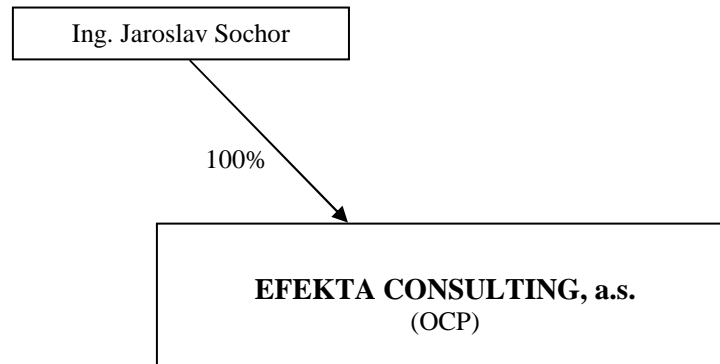 Ing. Jaroslav Sochor
100%
EFEKTA CONSULTING, a.s.
(OCP)